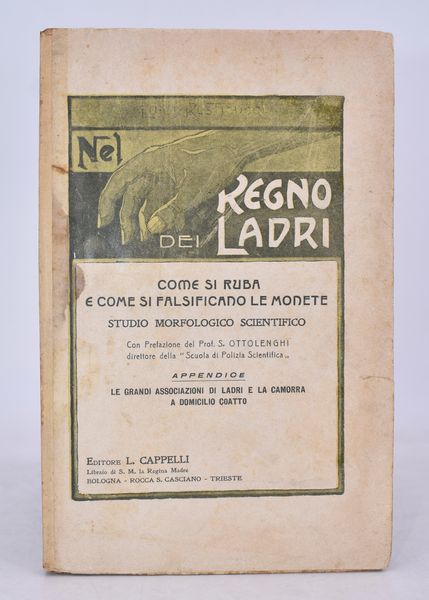 Nel
REGNO
DEI LADRI
COME SI RUBA
E COME SI FALSIFICANO LE MONETE
STUDIO MORFOLOGICO SCIENTIFICO
Con Prefazione del Prof. S. OTTOLENGHI
direttore della "Scuola di Polizia Scientifica„
APPENDICE
LE GRANDI ASSOCIAZIONI DI LADRI E LA CAMORRA
A DOMICILIO COATTO
EDITORE L. CAPPELLI
Libraio di S. M. la Regina Madre
BOLOGNA - ROCCA S. CASCIANO - TRIESTE